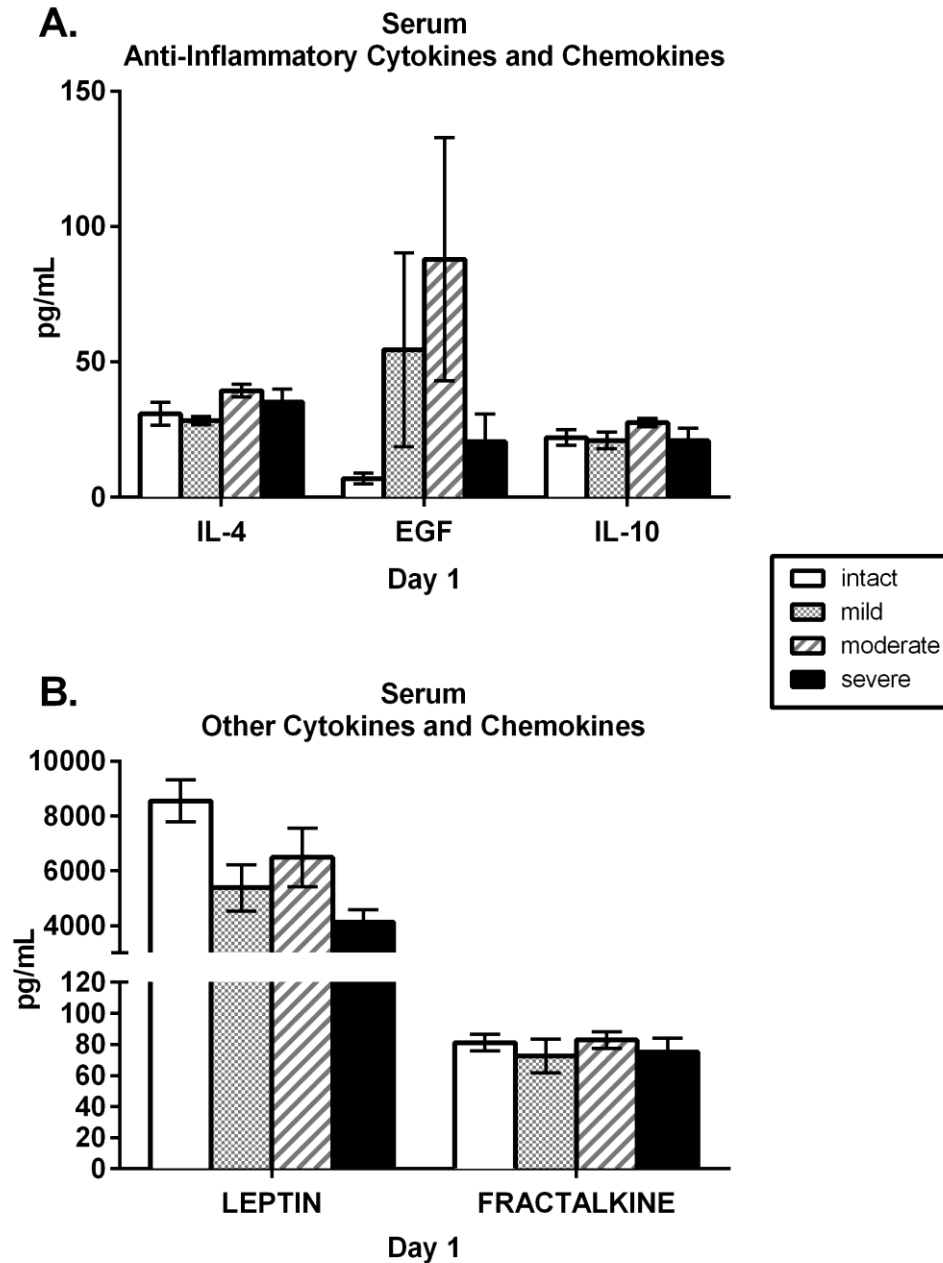 A.
Serum
Anti-Inflammatory Cytokines and Chemokines
150
100
50
0
pg/mL
IL-4 EGF IL-10
Day 1
intact
mild
moderate
severe
B.
Serum
Other Cytokines and Chemokines
10000
8000
6000
4000
120
100
80
60
40
20
0
pg/mL
LEPTIN FRACTALKINE
Day 1